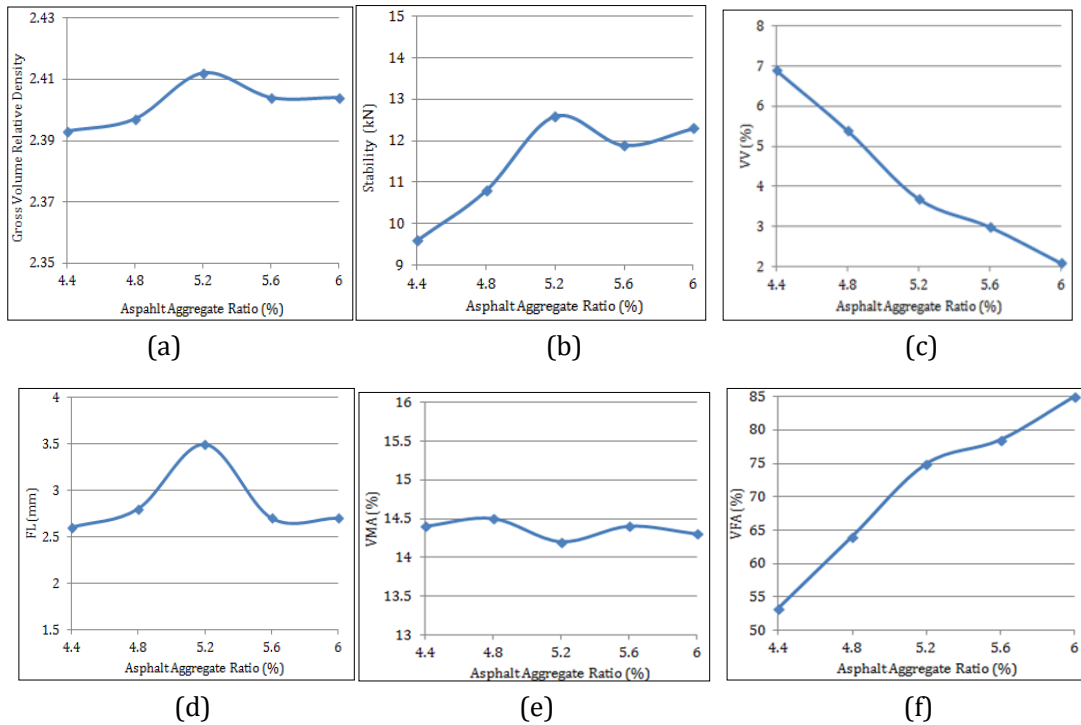 2.43
2.41
2.39
2.37
2.35
Gross Volume Relative Density
4.4 4.8 5.2 5.6 6
Aspahlt Aggregate Ratio (%)
(a)
15
14
13
12
11
10
9
Stability (kN)
4.4 4.8 5.2 5.6 6
Asphalt Aggregate Ratio (%)
(b)
8
7
6
5
4
3
2
VV (%)
4.4 4.8 5.2 5.6 6
Asphalt Aggregate Ratio (%)
(c)
4
3.5
3
2.5
2
1.5
FL (mm)
4.4 4.8 5.2 5.6 6
Asphalt Aggregate Ratio (%)
(d)
16
15.5
15
14.5
14
13.5
13
VMA (%)
4.4 4.8 5.2 5.6 6
Asphalt Aggregate Ratio (%)
(e)
85
80
75
70
65
60
55
50
VFA (%)
4.4 4.8 5.2 5.6 6
Asphalt Aggregate Ratio (%)
(f)